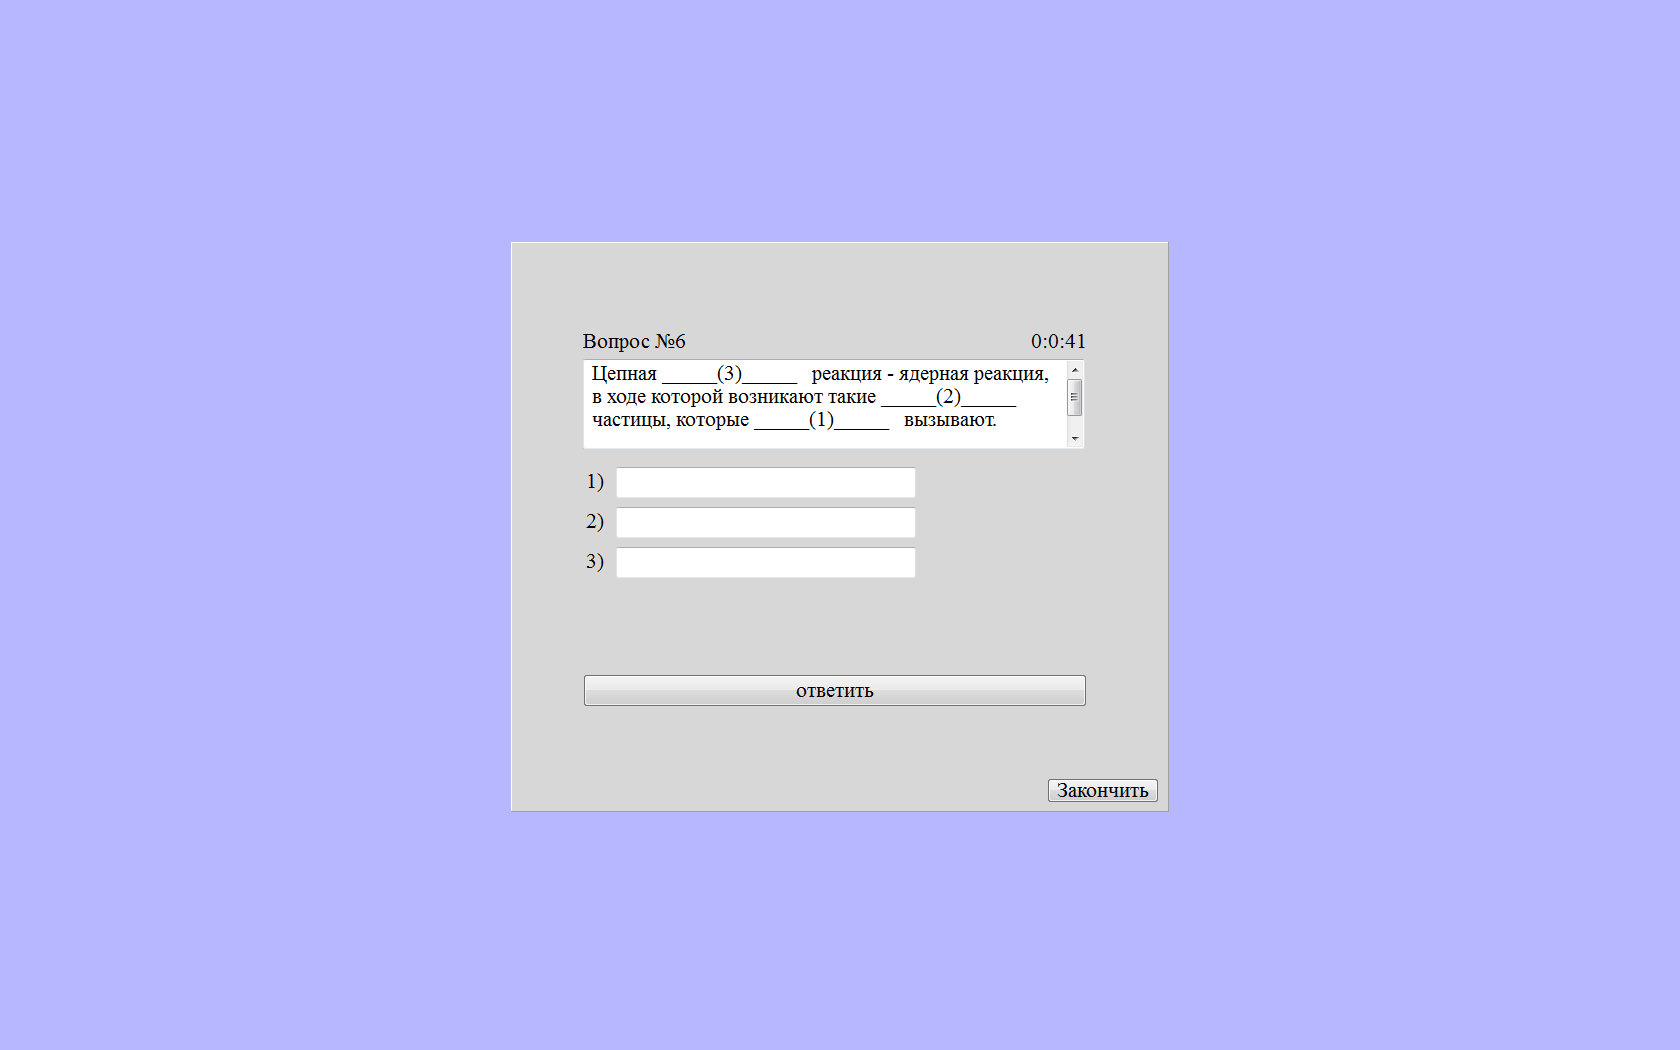 Вопрос №6 0:0:41
Цепная ______(3)______ реакция - ядерная реакция,
в ходе которой возникают такие ______(2)______
частицы, которые ______(1)______ вызывают.
1)
2)
3)
ответить
Закончить